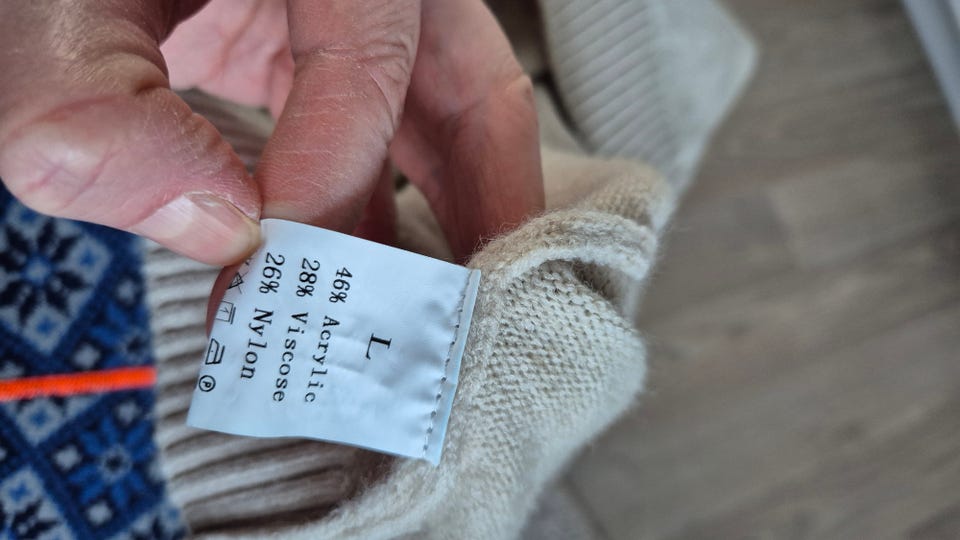 L
46% Acrylic
28% Viscose
26% Nylon
P